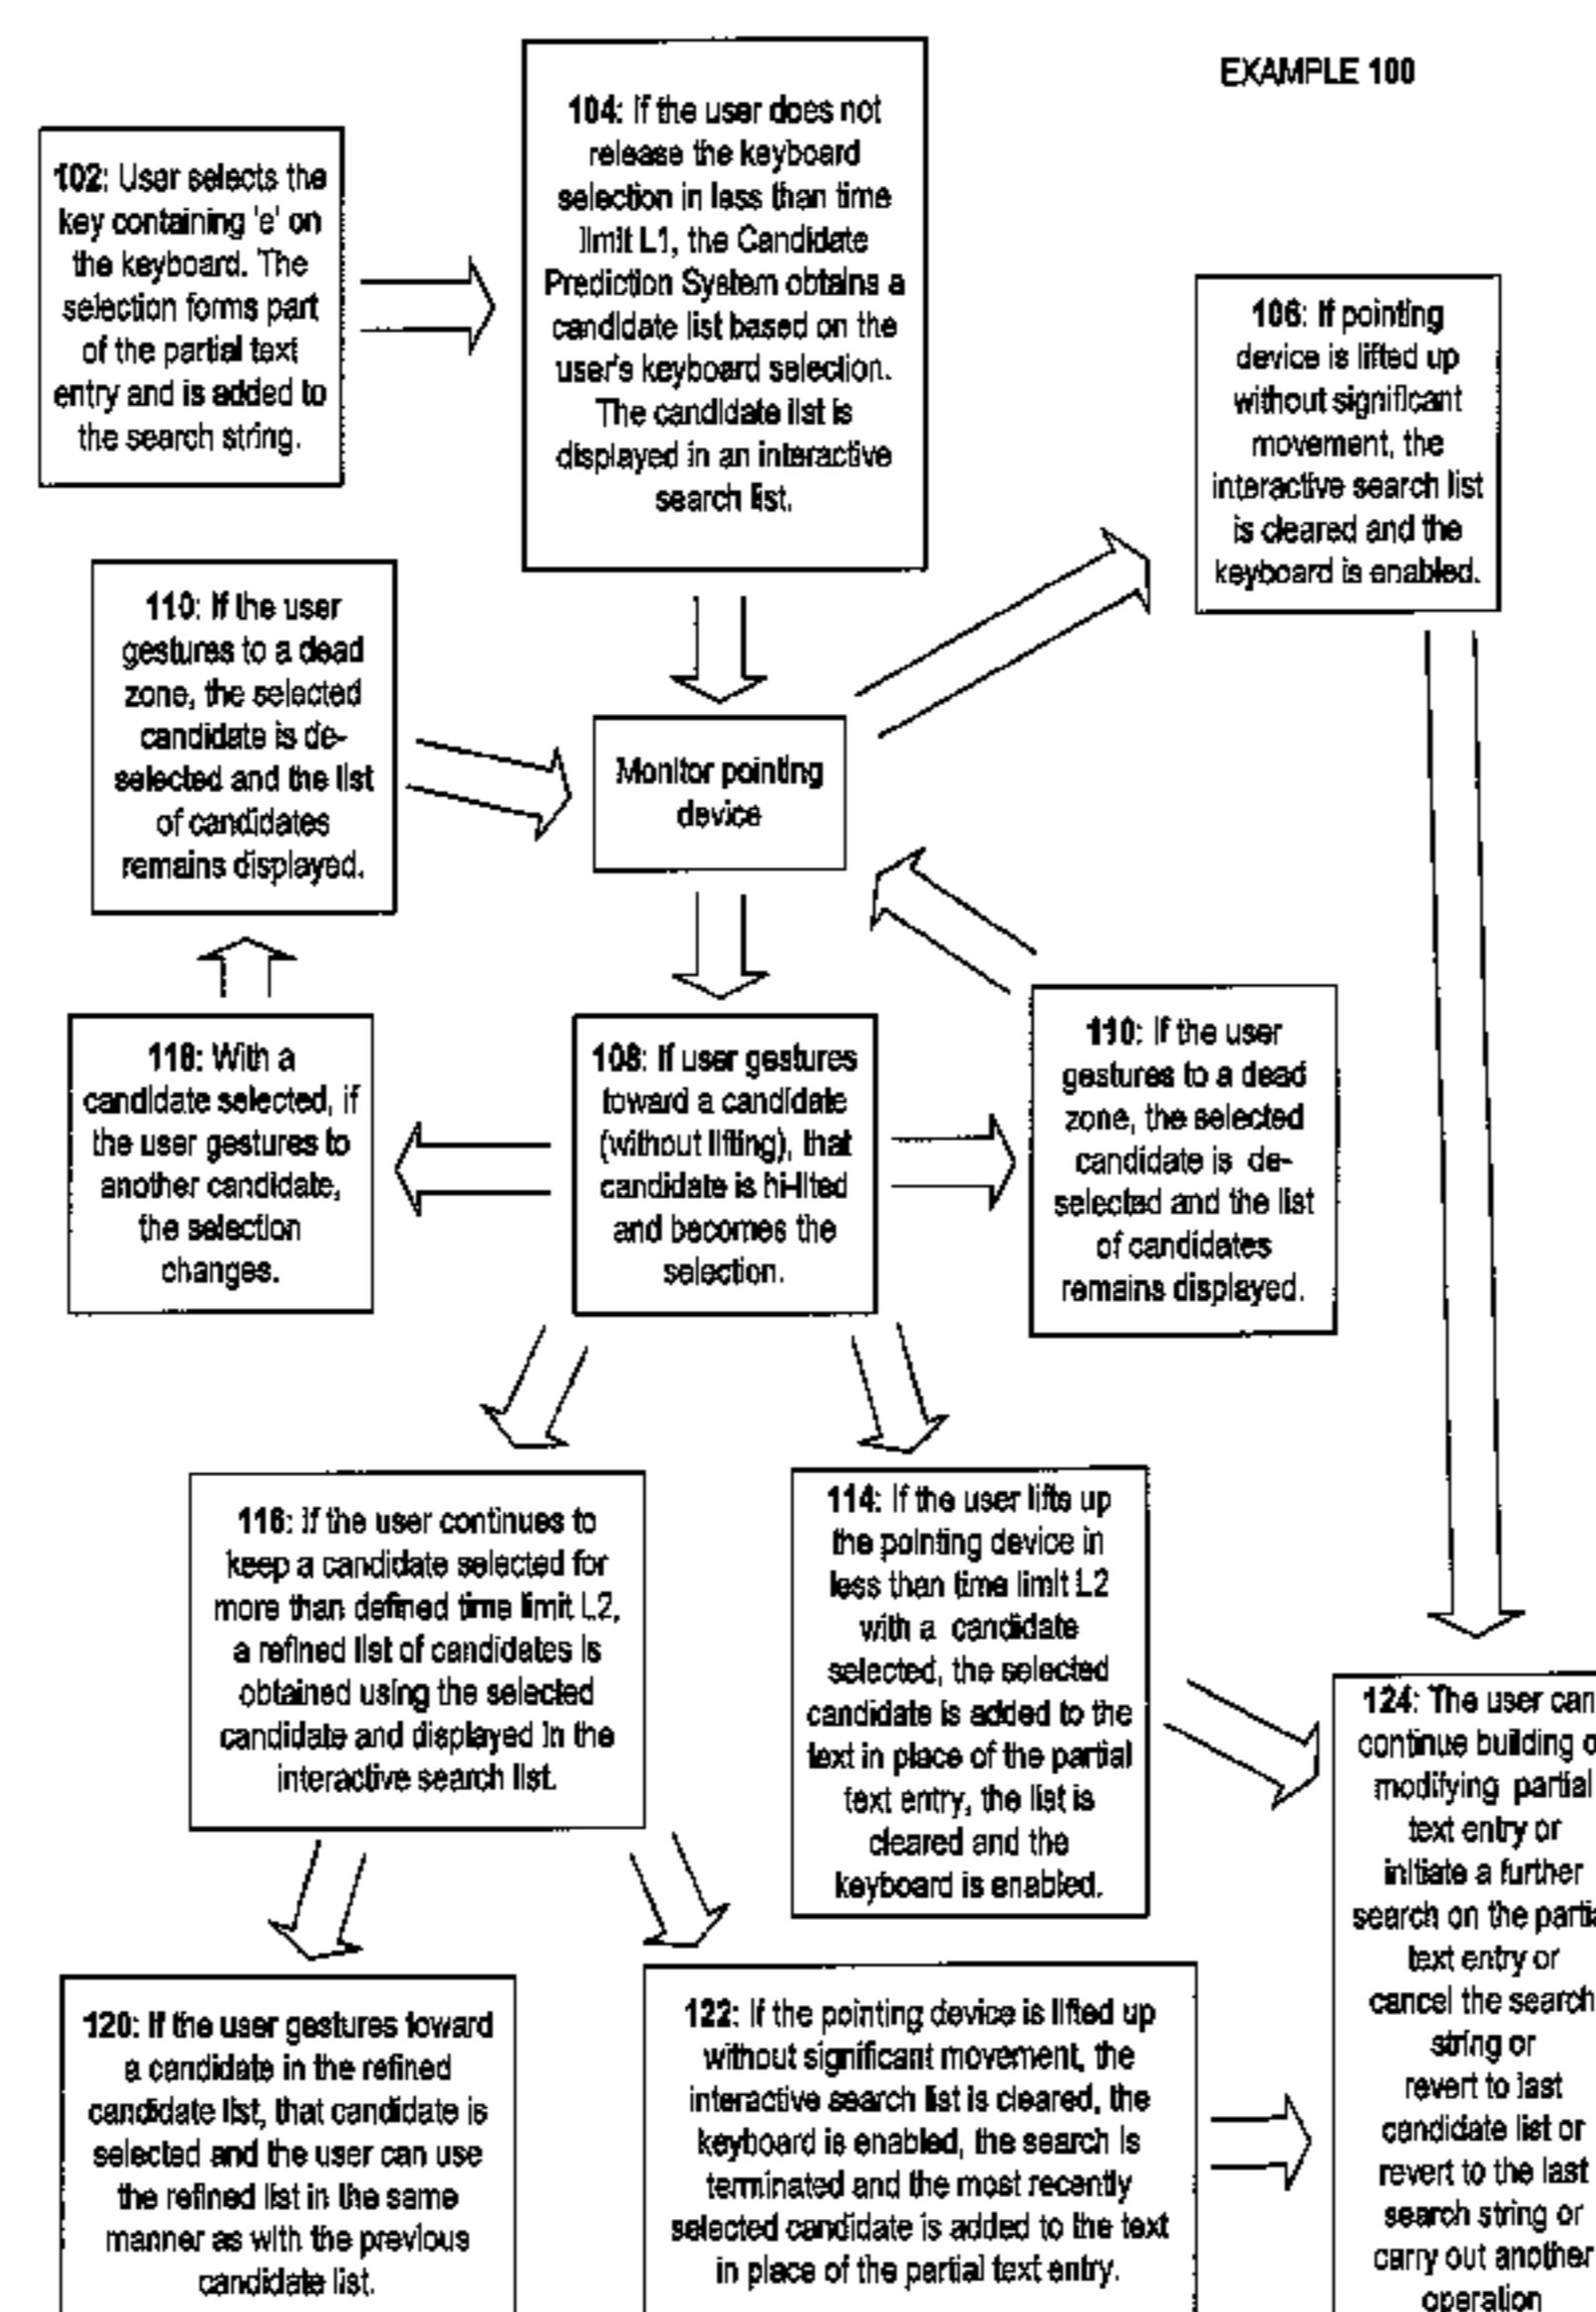 EXAMPLE 100
102: User selects the
key containing 'e' on
the keyboard. The
selection forms part
of the partial text
entry and is added to
the search string.
104: If the user does not
release the keyboard
selection in less than time
limit L1, the Candidate
Prediction System obtains a
candidate list based on the
user's keyboard selection.
The candidate list is
displayed in an interactive
search list.
106: If pointing
device is lifted up
without significant
movement, the
interactive search list
is cleared and the
keyboard is enabled.
110: If the user
gestures to a dead
zone, the selected
candidate is de-
selected and the list
of candidates
remains displayed.
Monitor pointing
device
118: With a
candidate selected, if
the user gestures to
another candidate,
the selection
changes.
108: If user gestures
toward a candidate
(without lifting), that
candidate is hi-lited
and becomes the
selection.
110: If the user
gestures to a dead
zone, the selected
candidate is de-
selected and the list
of candidates
remains displayed.
116: If the user continues to
keep a candidate selected for
more than defined time limit L2,
a refined list of candidates is
obtained using the selected
candidate and displayed in the
interactive search list.
114: If the user lifts up
the pointing device in
less than time limit L2
with a candidate
selected, the selected
candidate is added to the
text in place of the partial
text entry, the list is
cleared and the
keyboard is enabled.
120: If the user gestures toward
a candidate in the refined
candidate list, that candidate is
selected and the user can use
the refined list in the same
manner as with the previous
candidate list.
122: If the pointing device is lifted up
without significant movement, the
interactive search list is cleared, the
keyboard is enabled, the search is
terminated and the most recently
selected candidate is added to the text
in place of the partial text entry.
124: The user can
continue building
modifying partial
text entry or
initiate a further
search on the
text entry or
cancel the search
string or
revert to last
candidate list or
revert to the last
search string or
carry out another
operation